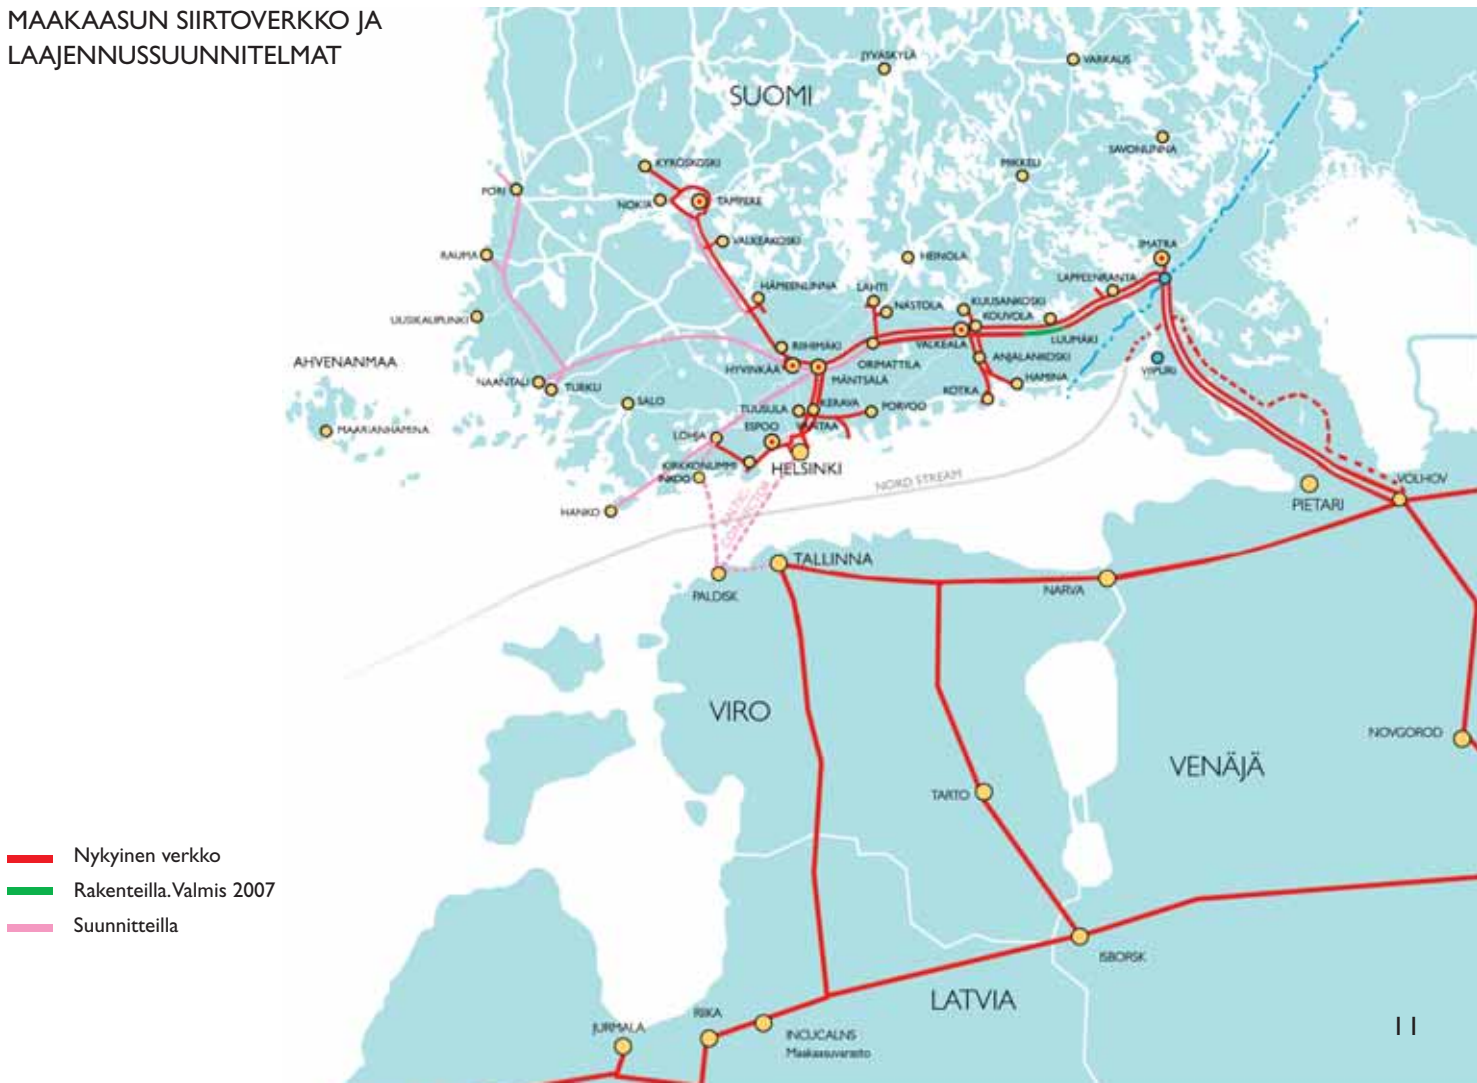 MAAKAASUN SIIRTOVERKKO JA
LAAJENNUSSUUNNITELMAT
JYVÄSKYLÄ
VARKAUS
SUOMI
SAVONLINNA
KYRÖSKOSKI
MIKKELI
PORI
NOKIA
TAMPERE
VALKEAKOSKI
IMATRA
RAUMA
HEINOLA
LAPPEENRANTA
HÄMEENLINNA
LAHTI
NASTOLA
KUUSANKOSKI
KOUVOLA
UUSIKAUPUNKI
RIIHIMÄKI
VALKEALA
LUUMÄKI
ORIMATTILA
ANJALANKOSKI
AHVENANMAA
HYVINKÄÄ
MÄNTSÄLÄ
VIIPURI
NAANTALI
TURKU
HAMINA
KOTKA
SALO
TUUSULA
KERAVA
PORVOO
MAARIANHAMINA
ESPOO
VANTAA
LOHJA
KIRKKONUMMI
HELSINKI
INKOO
NORD STREAM
VOLHOV
HANKO
BALTIC
CONNECTOR
PIETARI
TALLINNA
PALDISK
NARVA
VIRO
NOVGOROD
VENÄJÄ
TARTO
Nykyinen verkko
Rakenteilla. Valmis 2007
Suunnitteilla
ISBORSK
LATVIA
RIIKA
JURMALA
INCUCALNS
Maakaasuvarasto
11